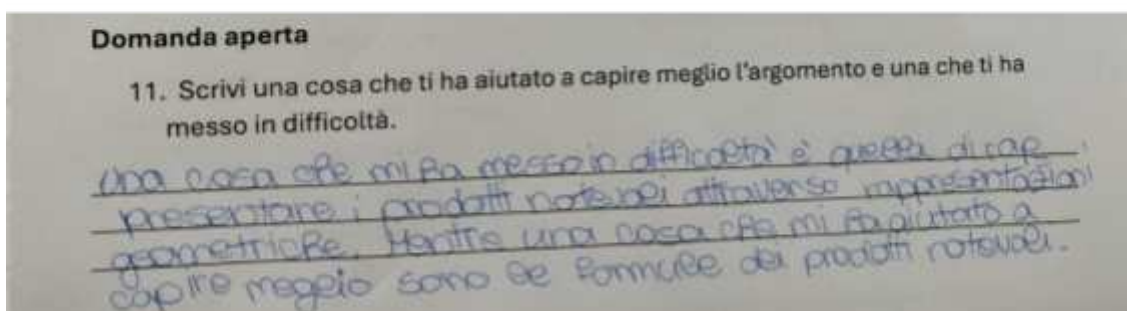 Domanda aperta
11. Scrivi una cosa che ti ha aiutato a capire meglio l'argomento e una che ti ha
messo in difficoltà.
Una cosa che mi ha messo in difficoltà è quella di rap
presentare i prodotti notevoli attraverso rappresentazioni
geometriche. Mentre una cosa che mi ha aiutato a
capire meglio sono le formule dei prodotti notevoli.